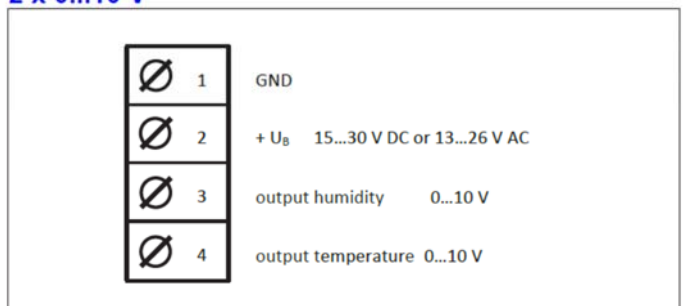 1 GND
2 + U_B 15...30 V DC or 13...26 V AC
3 output humidity 0...10 V
4 output temperature 0...10 V